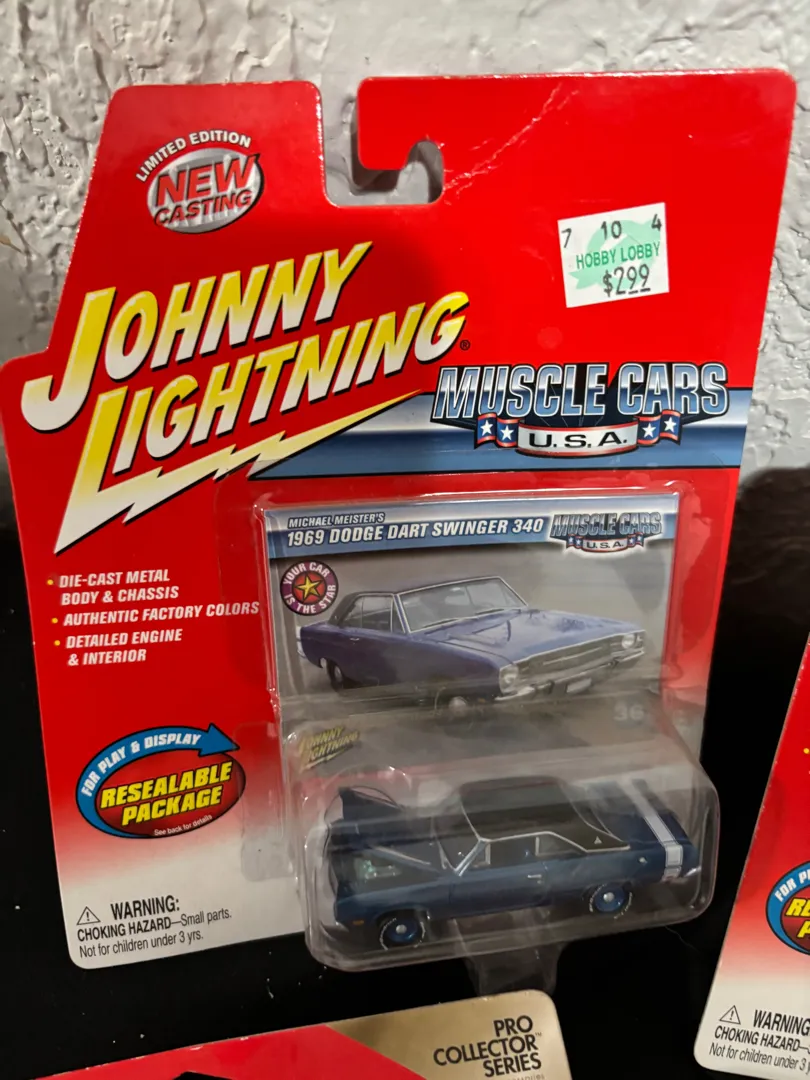 LIMITED EDITION
NEW
CASTING
7 10 4
HOBBY LOBBY
$2.99
JOHNNY
LIGHTNING®
MUSCLE CARS
U.S.A.
MICHAEL MEISTER'S
1969 DODGE DART SWINGER 340
MUSCLE CARS
U.S.A.
YOUR CAR
IS THE STAR
• DIE-CAST METAL
BODY & CHASSIS
• AUTHENTIC FACTORY COLORS
• DETAILED ENGINE
& INTERIOR
36
JOHNNY
LIGHTNING
FOR PLAY & DISPLAY
RESEALABLE
PACKAGE
See back for details
WARNING:
CHOKING HAZARD—Small parts.
Not for children under 3 yrs.
PRO
COLLECTOR™
SERIES
FOR P
WARNING
CHOKING HAZARD—
Not for children